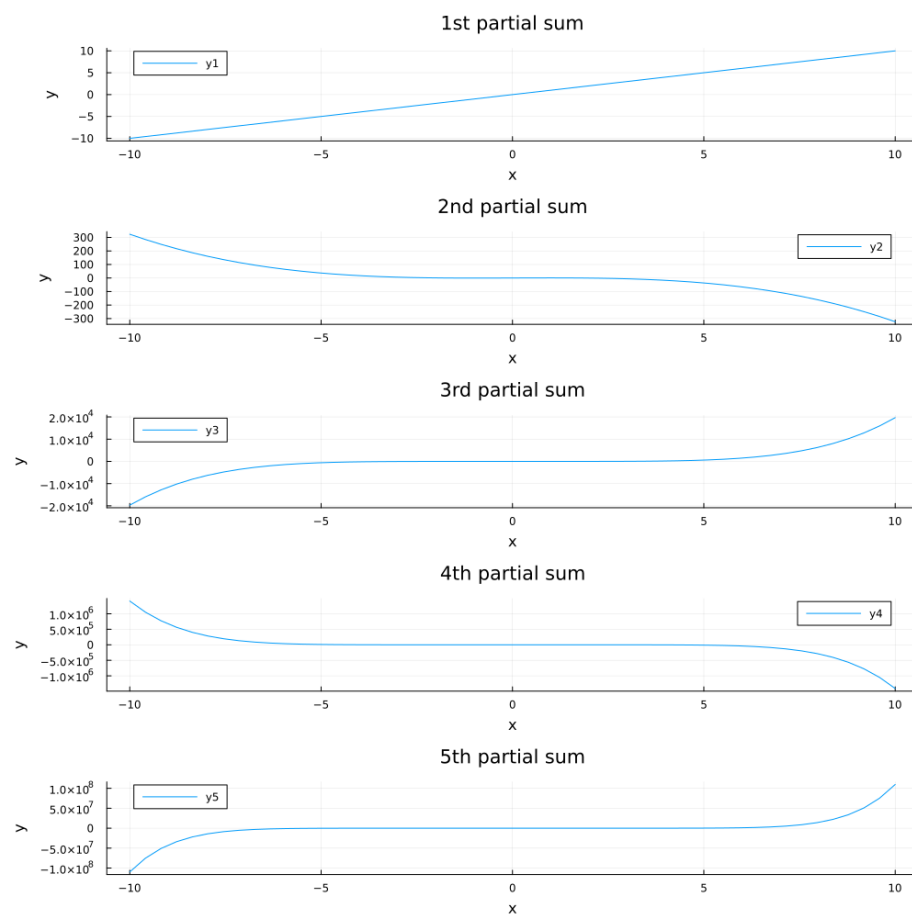 1st partial sum
10
5
0
−5
−10
y
y1
−10 −5 0 5 10
x
2nd partial sum
300
200
100
0
−100
−200
−300
y
y2
−10 −5 0 5 10
x
3rd partial sum
2.0×10⁴
1.0×10⁴
0
−1.0×10⁴
−2.0×10⁴
y
y3
−10 −5 0 5 10
x
4th partial sum
1.0×10⁶
5.0×10⁵
0
−5.0×10⁵
−1.0×10⁶
y
y4
−10 −5 0 5 10
x
5th partial sum
1.0×10⁸
5.0×10⁷
0
−5.0×10⁷
−1.0×10⁸
y
y5
−10 −5 0 5 10
x